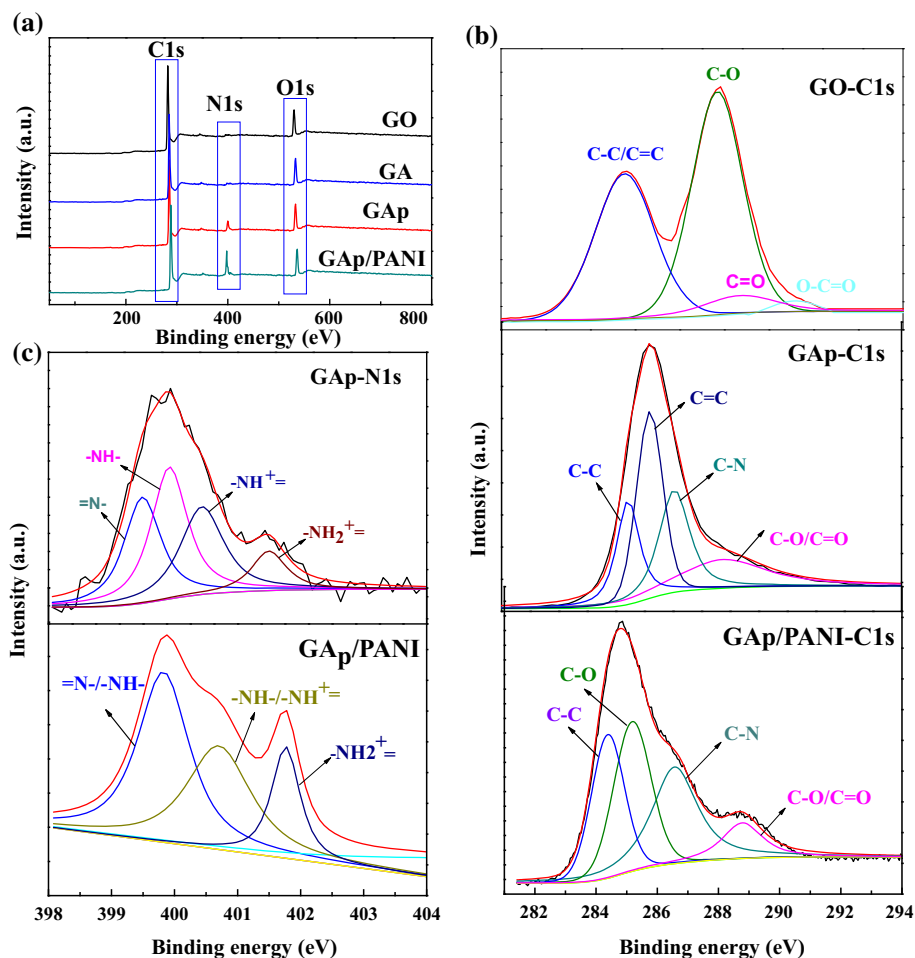 (a)
C1s
N1s
O1s
GO
GA
GAp
GAp/PANI
Intensity (a.u.)
200 400 600 800
Binding energy (eV)
(b)
GO-C1s
C-O
C-C/C=C
C=O
O-C=O
GAp-C1s
C=C
C-C
C-N
C-O/C=O
Intensity (a.u.)
GAp/PANI-C1s
C-O
C-C
C-N
C-O/C=O
282 284 286 288 290 292 294
Binding energy (eV)
(c)
GAp-N1s
-NH-
=N-
-NH⁺=
-NH₂⁺=
Intensity (a.u.)
GAp/PANI
=N-/-NH-
-NH-/-NH⁺=
-NH2⁺=
398 399 400 401 402 403 404
Binding energy (eV)